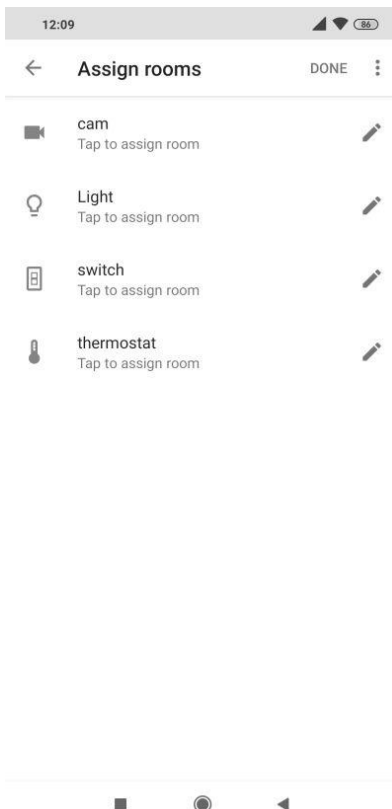 12:09
86
Assign rooms
DONE
cam
Tap to assign room
Light
Tap to assign room
switch
Tap to assign room
thermostat
Tap to assign room